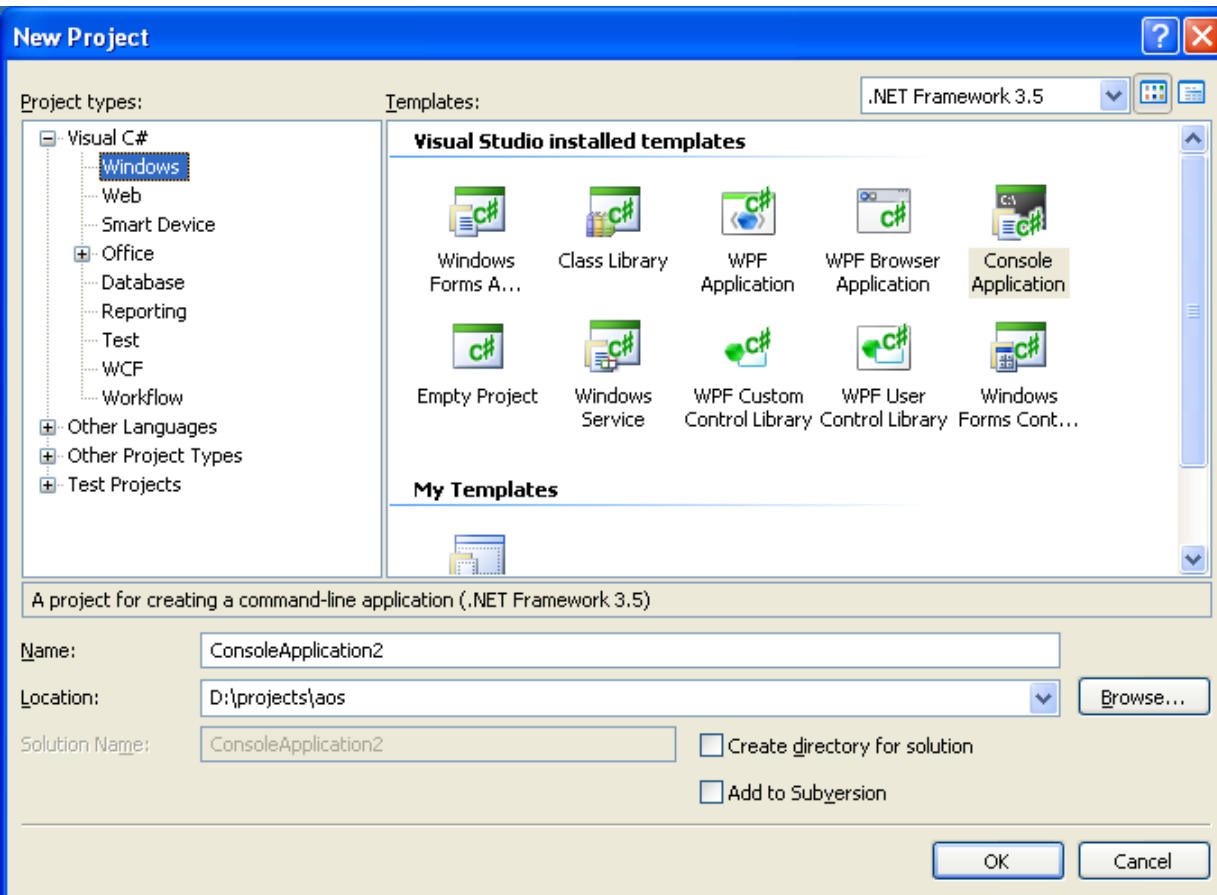 New Project
Project types:
Templates:
.NET Framework 3.5
Visual C#
Windows
Web
Smart Device
Office
Database
Reporting
Test
WCF
Workflow
Other Languages
Other Project Types
Test Projects
Visual Studio installed templates
Windows
Forms A...
Class Library
WPF
Application
WPF Browser
Application
Console
Application
Empty Project
Windows
Service
WPF Custom
Control Library
WPF User
Control Library
Windows
Forms Cont...
My Templates
A project for creating a command-line application (.NET Framework 3.5)
Name:
ConsoleApplication2
Location:
D:\projects\aos
Browse...
Solution Name:
ConsoleApplication2
Create directory for solution
Add to Subversion
OK
Cancel